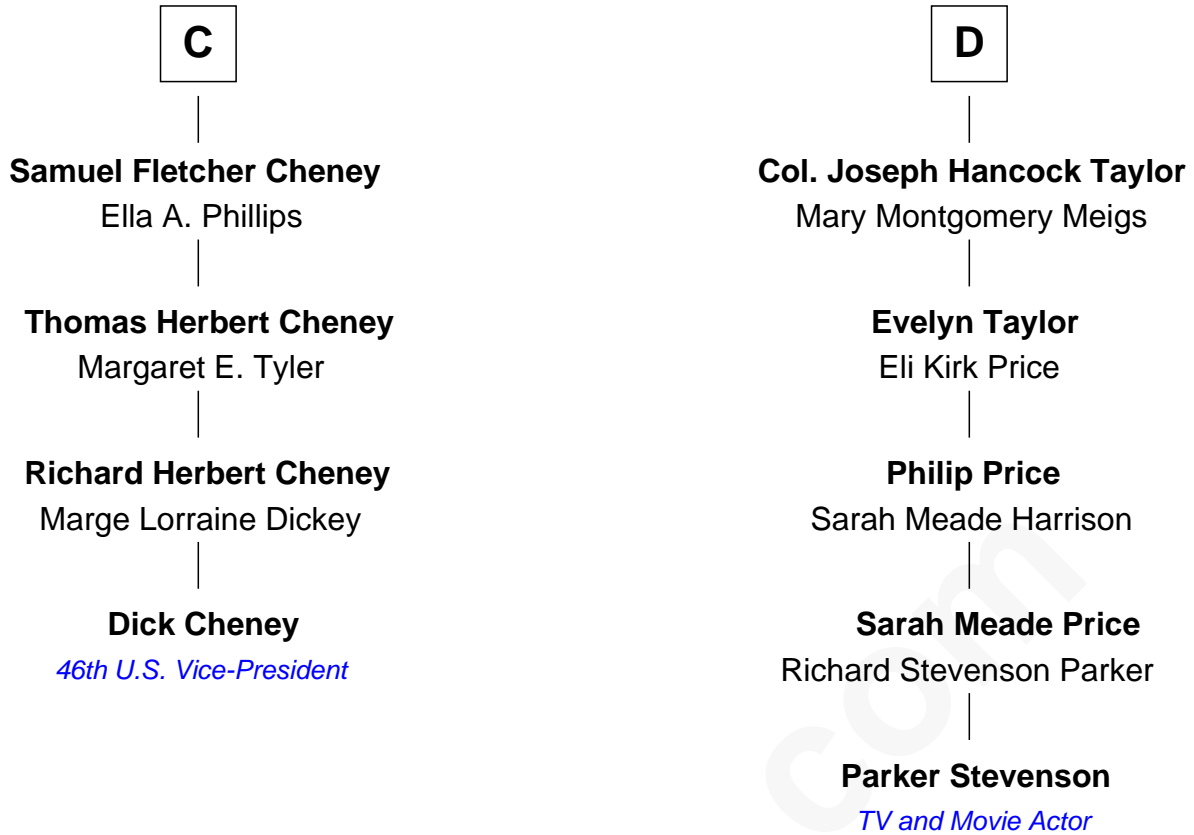 C
Samuel Fletcher Cheney
Ella A. Phillips
Thomas Herbert Cheney
Margaret E. Tyler
Richard Herbert Cheney
Marge Lorraine Dickey
Dick Cheney
46th U.S. Vice-President
D
Col. Joseph Hancock Taylor
Mary Montgomery Meigs
Evelyn Taylor
Eli Kirk Price
Philip Price
Sarah Meade Harrison
Sarah Meade Price
Richard Stevenson Parker
Parker Stevenson
TV and Movie Actor
com